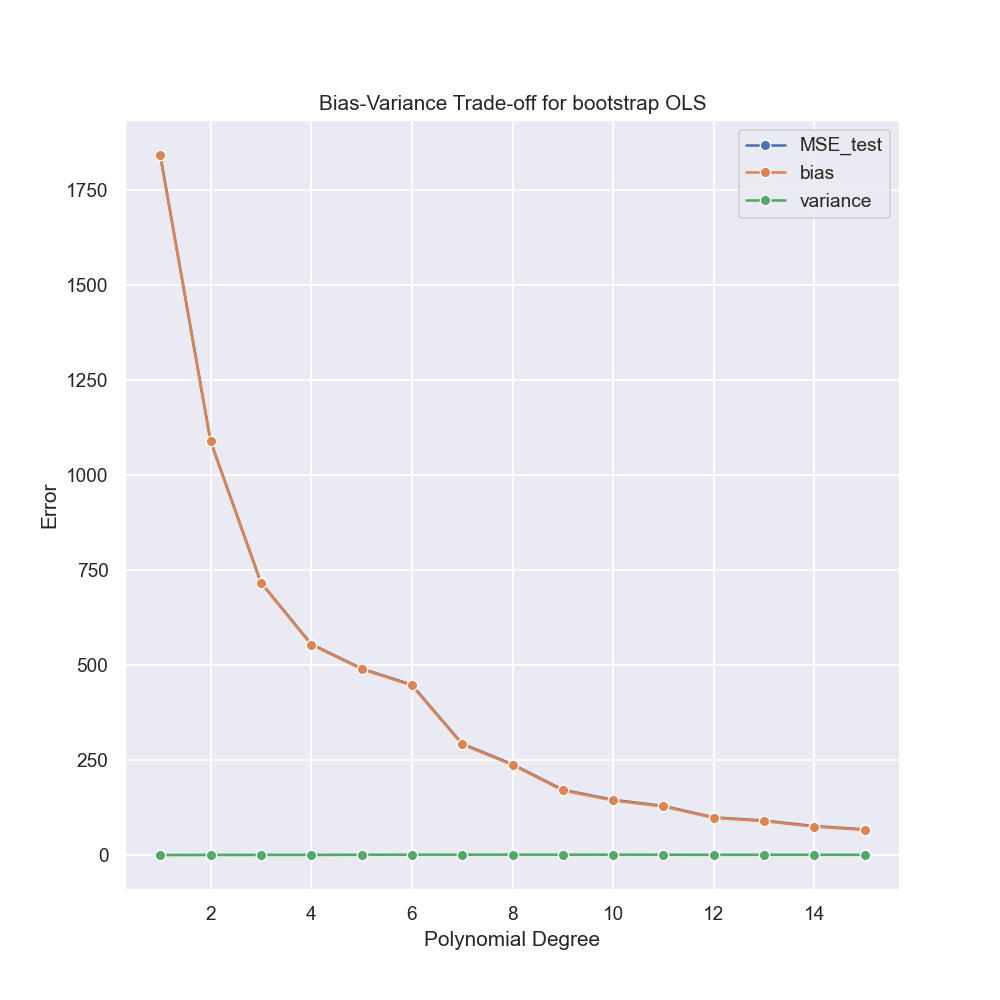 Bias-Variance Trade-off for bootstrap OLS
MSE_test
bias
variance
1750
1500
1250
1000
750
500
250
0
Error
2 4 6 8 10 12 14
Polynomial Degree